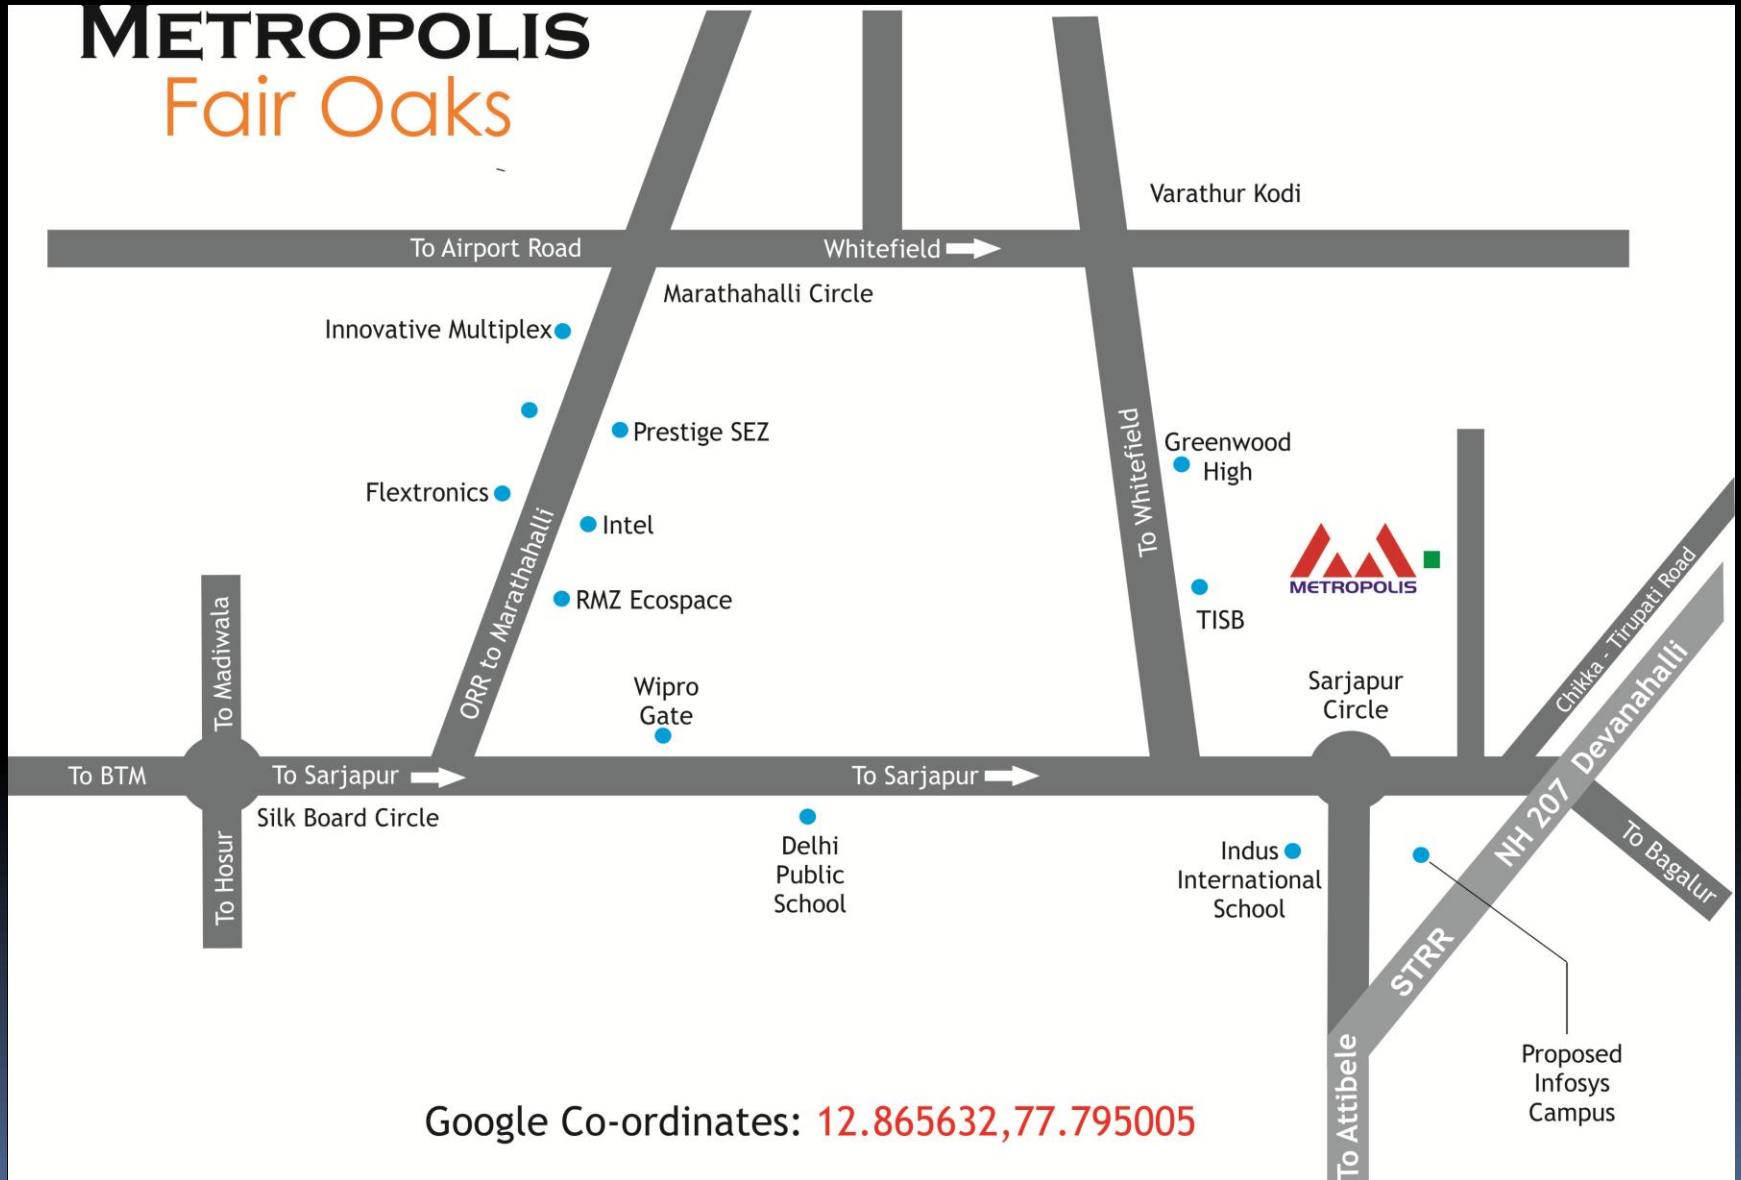 METROPOLIS
Fair Oaks
Varathur Kodi
To Airport Road
Whitefield
Marathahalli Circle
Innovative Multiplex
Prestige SEZ
Flextronics
Intel
RMZ Ecospace
ORR to Marathahalli
To Whitefield
Greenwood
High
METROPOLIS
TISB
Chikka - Tirupati Road
To Madiwala
Wipro
Gate
Sarjapur
Circle
To BTM
To Sarjapur
To Sarjapur
Silk Board Circle
To Hosur
Delhi
Public
School
Indus
International
School
STRR NH 207 Devanahalli
To Bagalur
To Attibele
Proposed
Infosys
Campus
Google Co-ordinates: 12.865632,77.795005